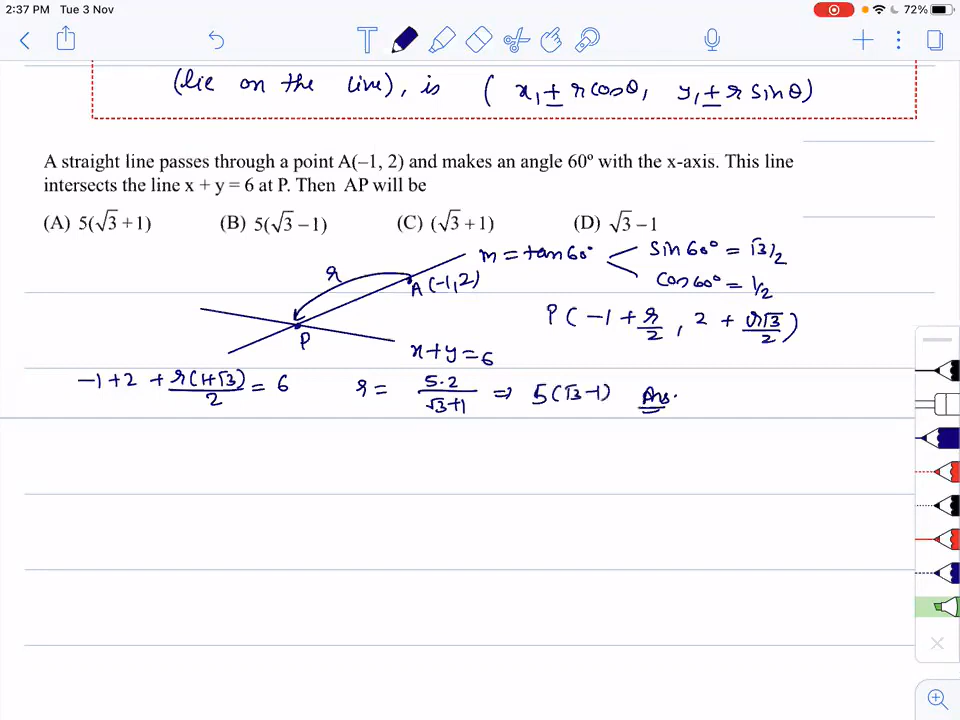 2:37 PM Tue 3 Nov 72%
T
(lie on the line), is ( x₁ ± r cosθ, y₁ ± r sinθ)
A straight line passes through a point A(–1, 2) and makes an angle 60º with the x-axis. This line
intersects the line x + y = 6 at P. Then AP will be
(A) 5(√3 + 1) (B) 5(√3 – 1) (C) (√3 + 1) (D) √3 – 1
m = tan 60° sin 60° = √3/2
cos 60° = 1/2
r
A (-1, 2)
P ( -1 + r/2 , 2 + r√3/2 )
P
x + y = 6
-1 + 2 + r(1+√3)/2 = 6 r = 5·2/√3+1 ⇒ 5(√3-1) Ans.